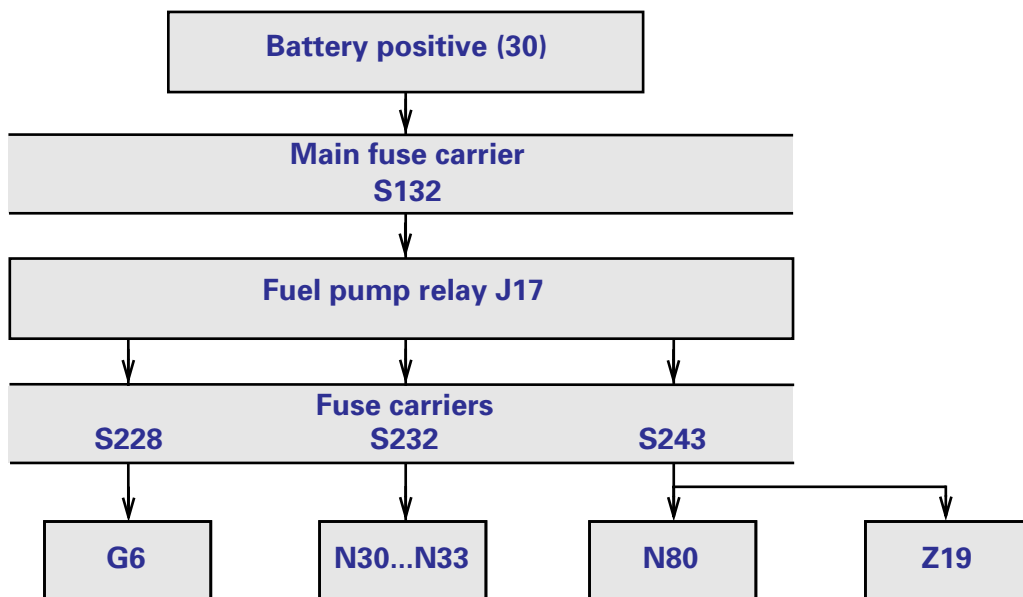 Battery positive (30)
Main fuse carrier
S132
Fuel pump relay J17
Fuse carriers
S228 S232 S243
G6 N30...N33 N80 Z19